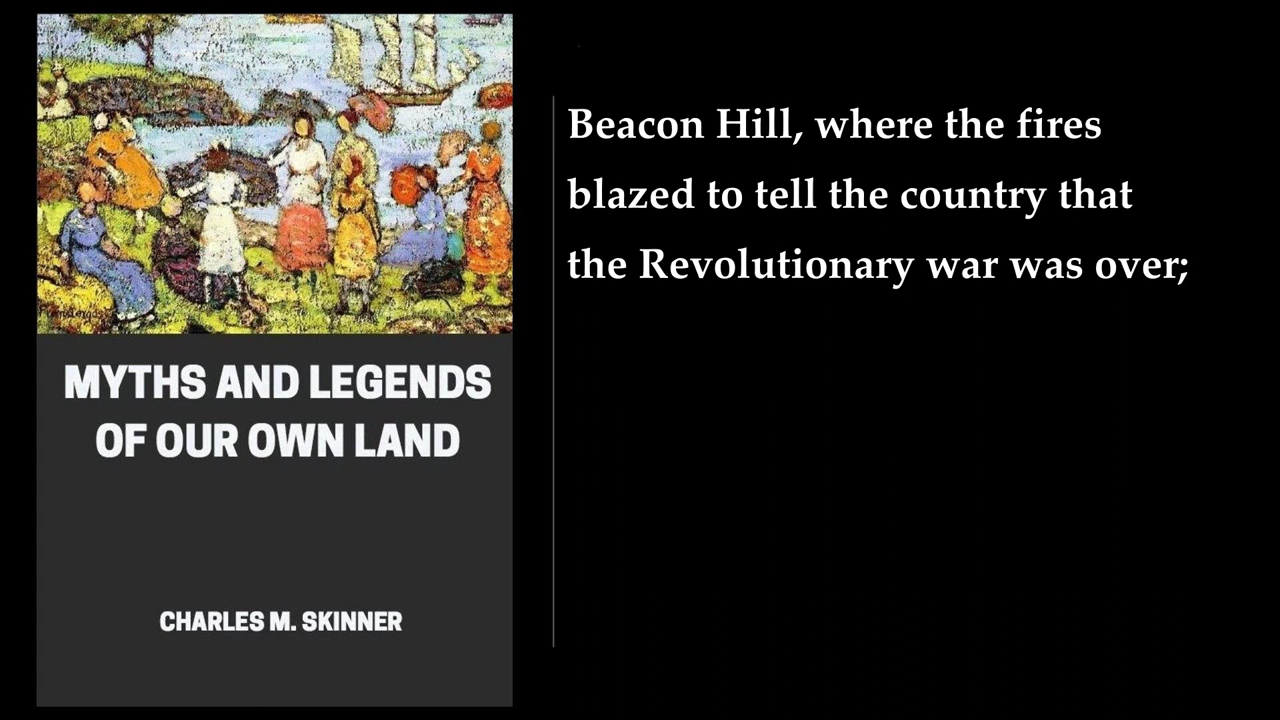 MYTHS AND LEGENDS
OF OUR OWN LAND
CHARLES M. SKINNER
Beacon Hill, where the fires
blazed to tell the country that
the Revolutionary war was over;